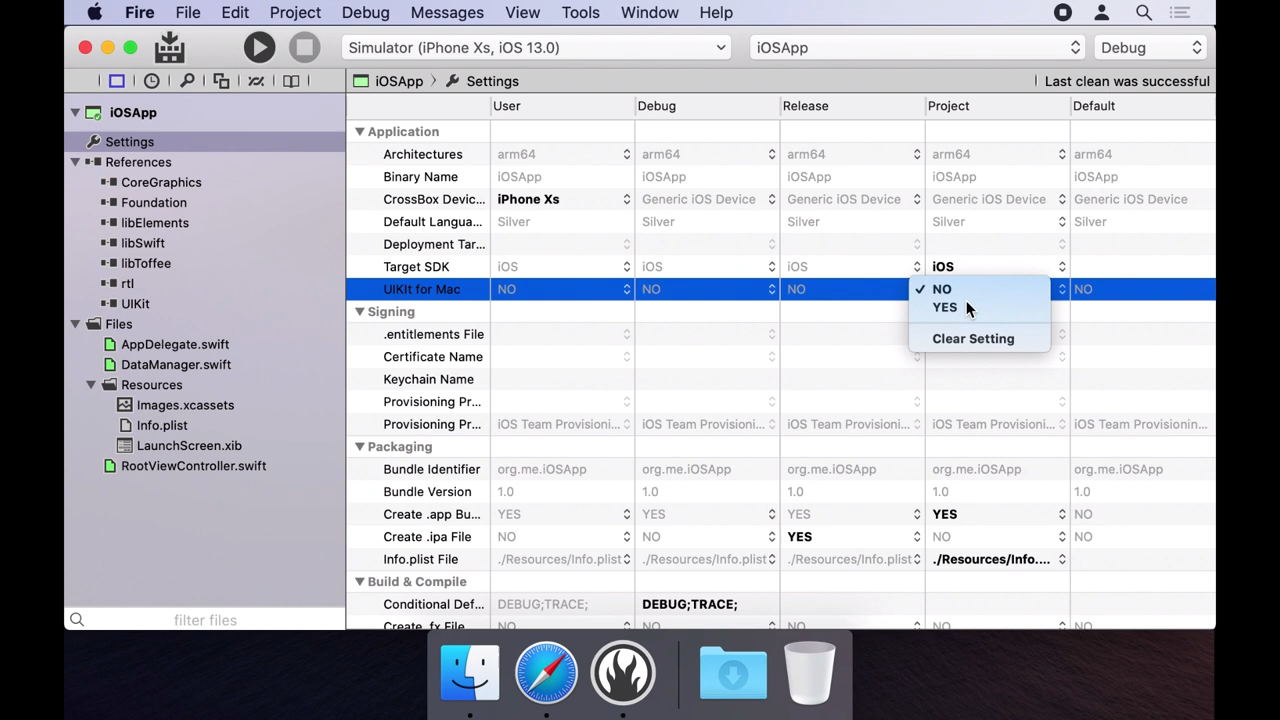 Fire File Edit Project Debug Messages View Tools Window Help
Simulator (iPhone Xs, iOS 13.0) iOSApp Debug
iOSApp Settings Last clean was successful
iOSApp
Settings
References
CoreGraphics
Foundation
libElements
libSwift
libToffee
rtl
UIKit
Files
AppDelegate.swift
DataManager.swift
Resources
Images.xcassets
Info.plist
LaunchScreen.xib
RootViewController.swift
filter files
User Debug Release Project Default
Application
Architectures arm64 arm64 arm64 arm64 arm64
Binary Name iOSApp iOSApp iOSApp iOSApp iOSApp
CrossBox Devic... iPhone Xs Generic iOS Device Generic iOS Device Generic iOS Device Generic iOS Device
Default Langua... Silver Silver Silver Silver Silver
Deployment Tar...
Target SDK iOS iOS iOS iOS
UIKIt for Mac NO NO NO NO NO
YES
Clear Setting
Signing
.entitlements File
Certificate Name
Keychain Name
Provisioning Pr...
Provisioning Pr... iOS Team Provisioni... iOS Team Provisioni... iOS Team Provisioni... iOS Team Provisioni... iOS Team Provisionin...
Packaging
Bundle Identifier org.me.iOSApp org.me.iOSApp org.me.iOSApp org.me.iOSApp org.me.iOSApp
Bundle Version 1.0 1.0 1.0 1.0 1.0
Create .app Bu... YES YES YES YES NO
Create .ipa File NO NO YES NO NO
Info.plist File ./Resources/Info.plist ./Resources/Info.plist ./Resources/Info.plist ./Resources/Info....
Build & Compile
Conditional Def... DEBUG;TRACE; DEBUG;TRACE;
Create .fx File NO NO NO NO NO